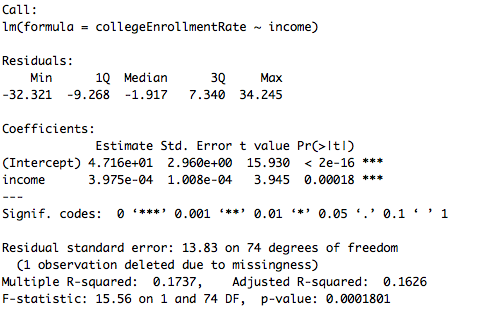 Call:
lm(formula = collegeEnrollmentRate ~ income)
Residuals:
    Min      1Q  Median      3Q     Max
-32.321  -9.268  -1.917   7.340  34.245
Coefficients:
             Estimate Std. Error t value Pr(>|t|)
(Intercept) 4.716e+01  2.960e+00  15.930  < 2e-16 ***
income      3.975e-04  1.008e-04   3.945  0.00018 ***
---
Signif. codes:  0 ‘***’ 0.001 ‘**’ 0.01 ‘*’ 0.05 ‘.’ 0.1 ‘ ’ 1
Residual standard error: 13.83 on 74 degrees of freedom
  (1 observation deleted due to missingness)
Multiple R-squared:  0.1737,	Adjusted R-squared:  0.1626
F-statistic: 15.56 on 1 and 74 DF,  p-value: 0.0001801